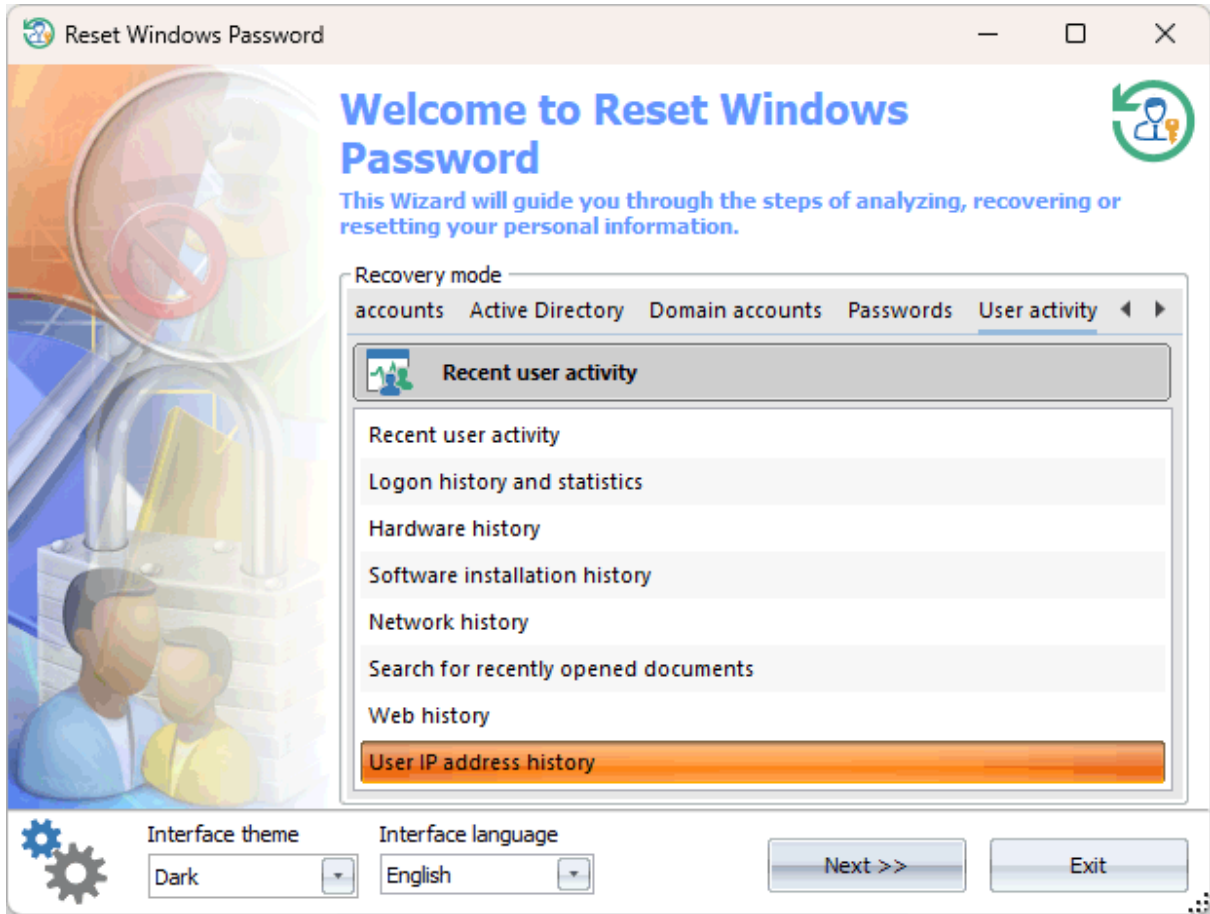 Reset Windows Password
Welcome to Reset Windows
Password
This Wizard will guide you through the steps of analyzing, recovering or
resetting your personal information.
Recovery mode
accounts Active Directory Domain accounts Passwords User activity
Recent user activity
Recent user activity
Logon history and statistics
Hardware history
Software installation history
Network history
Search for recently opened documents
Web history
User IP address history
Interface theme Interface language
Dark English Next >> Exit